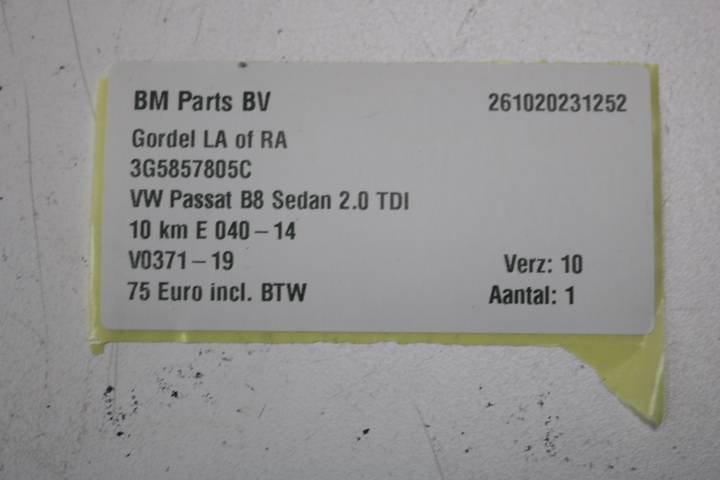 BM Parts BV 261020231252
Gordel LA of RA
3G5857805C
VW Passat B8 Sedan 2.0 TDI
10 km E 040-14
V0371-19 Verz: 10
75 Euro incl. BTW Aantal: 1